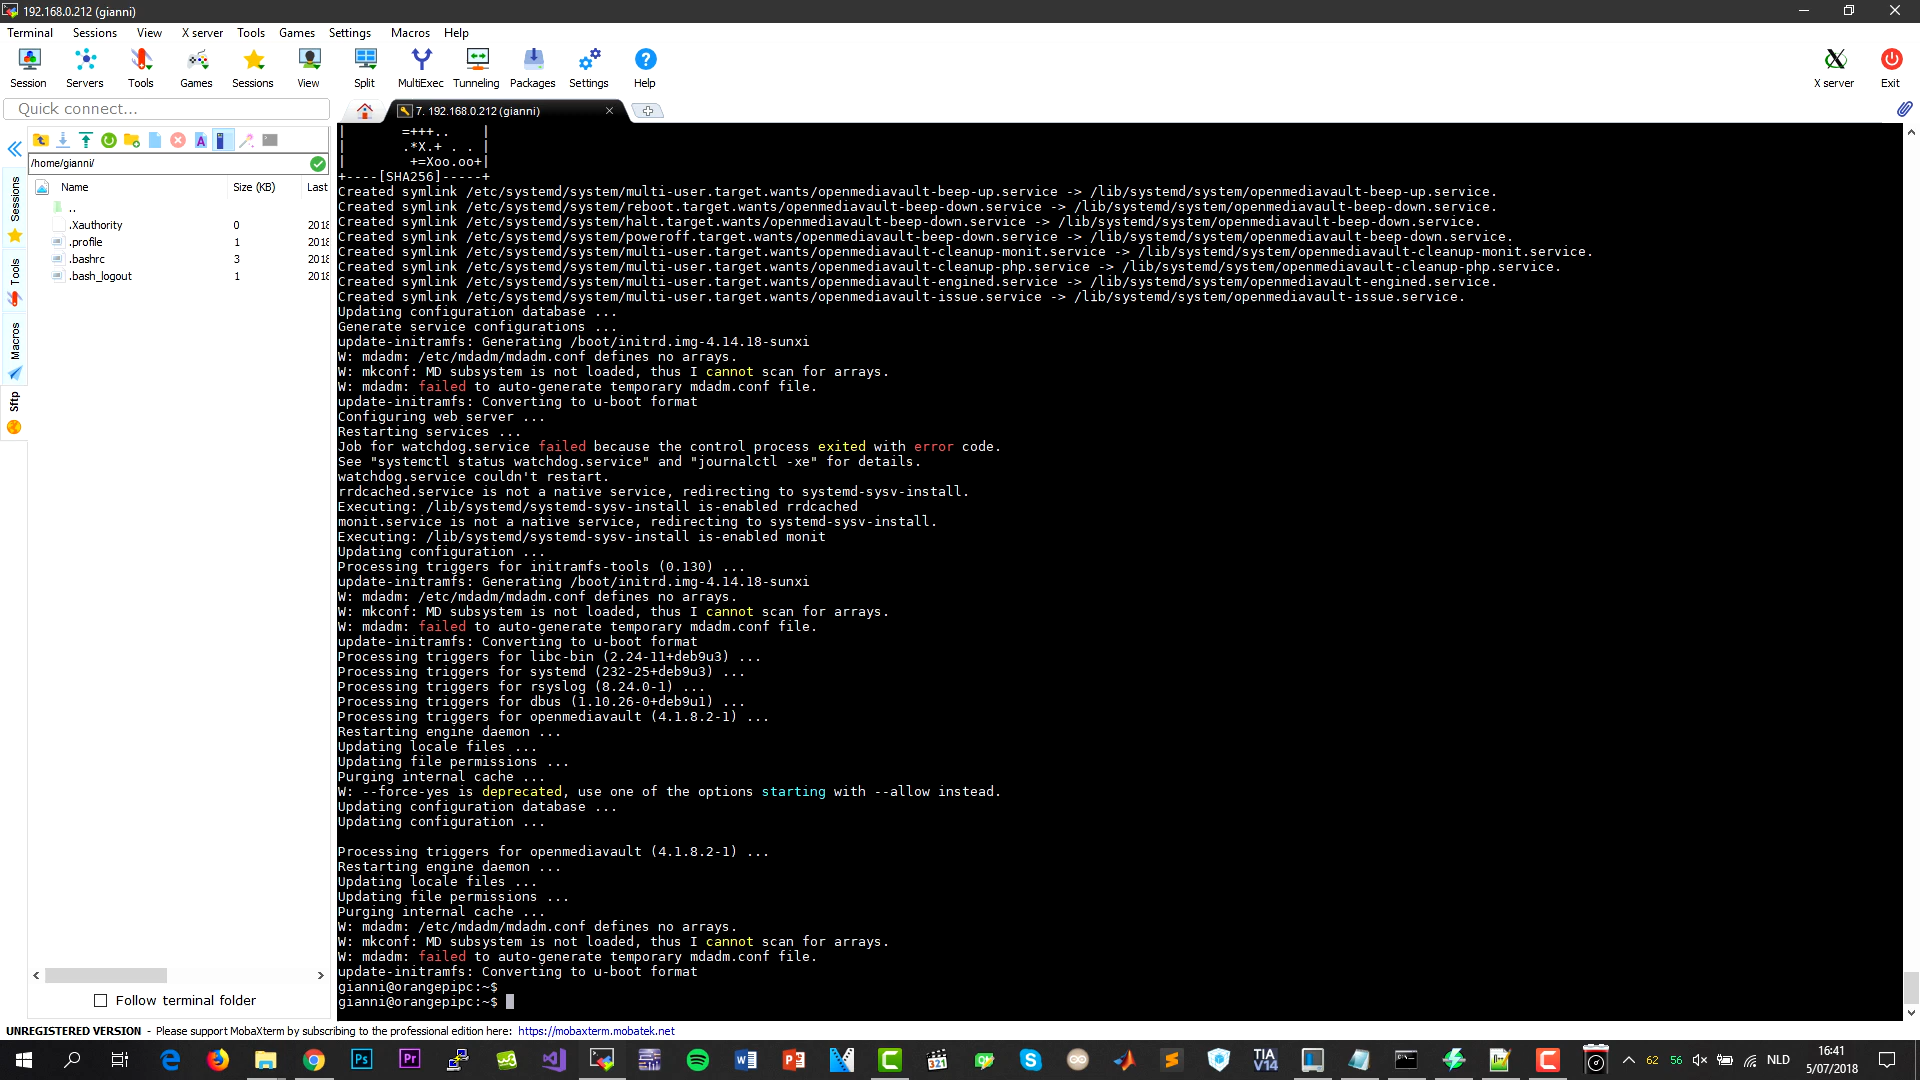 192.168.0.212 (gianni)
Terminal Sessions View X server Tools Games Settings Macros Help
Session Servers Tools Games Sessions View Split MultiExec Tunneling Packages Settings Help X server Exit
Quick connect...
7. 192.168.0.212 (gianni)
/home/gianni/
Name Size (KB) Last
..
.Xauthority 0 2018
.profile 1 2018
.bashrc 3 2018
.bash_logout 1 2018
Sessions
Tools
Macros
Sftp
Follow terminal folder
| =+++.. |
| .*X.+ . . |
| +=Xoo.oo+|
+----[SHA256]-----+
Created symlink /etc/systemd/system/multi-user.target.wants/openmediavault-beep-up.service -> /lib/systemd/system/openmediavault-beep-up.service.
Created symlink /etc/systemd/system/reboot.target.wants/openmediavault-beep-down.service -> /lib/systemd/system/openmediavault-beep-down.service.
Created symlink /etc/systemd/system/halt.target.wants/openmediavault-beep-down.service -> /lib/systemd/system/openmediavault-beep-down.service.
Created symlink /etc/systemd/system/poweroff.target.wants/openmediavault-beep-down.service -> /lib/systemd/system/openmediavault-beep-down.service.
Created symlink /etc/systemd/system/multi-user.target.wants/openmediavault-cleanup-monit.service -> /lib/systemd/system/openmediavault-cleanup-monit.service.
Created symlink /etc/systemd/system/multi-user.target.wants/openmediavault-cleanup-php.service -> /lib/systemd/system/openmediavault-cleanup-php.service.
Created symlink /etc/systemd/system/multi-user.target.wants/openmediavault-engined.service -> /lib/systemd/system/openmediavault-engined.service.
Created symlink /etc/systemd/system/multi-user.target.wants/openmediavault-issue.service -> /lib/systemd/system/openmediavault-issue.service.
Updating configuration database ...
Generate service configurations ...
update-initramfs: Generating /boot/initrd.img-4.14.18-sunxi
W: mdadm: /etc/mdadm/mdadm.conf defines no arrays.
W: mkconf: MD subsystem is not loaded, thus I cannot scan for arrays.
W: mdadm: failed to auto-generate temporary mdadm.conf file.
update-initramfs: Converting to u-boot format
Configuring web server ...
Restarting services ...
Job for watchdog.service failed because the control process exited with error code.
See "systemctl status watchdog.service" and "journalctl -xe" for details.
watchdog.service couldn't restart.
rrdcached.service is not a native service, redirecting to systemd-sysv-install.
Executing: /lib/systemd/systemd-sysv-install is-enabled rrdcached
monit.service is not a native service, redirecting to systemd-sysv-install.
Executing: /lib/systemd/systemd-sysv-install is-enabled monit
Updating configuration ...
Processing triggers for initramfs-tools (0.130) ...
update-initramfs: Generating /boot/initrd.img-4.14.18-sunxi
W: mdadm: /etc/mdadm/mdadm.conf defines no arrays.
W: mkconf: MD subsystem is not loaded, thus I cannot scan for arrays.
W: mdadm: failed to auto-generate temporary mdadm.conf file.
update-initramfs: Converting to u-boot format
Processing triggers for libc-bin (2.24-11+deb9u3) ...
Processing triggers for systemd (232-25+deb9u3) ...
Processing triggers for rsyslog (8.24.0-1) ...
Processing triggers for dbus (1.10.26-0+deb9u1) ...
Processing triggers for openmediavault (4.1.8.2-1) ...
Restarting engine daemon ...
Updating locale files ...
Updating file permissions ...
Purging internal cache ...
W: --force-yes is deprecated, use one of the options starting with --allow instead.
Updating configuration database ...
Updating configuration ...
Processing triggers for openmediavault (4.1.8.2-1) ...
Restarting engine daemon ...
Updating locale files ...
Updating file permissions ...
Purging internal cache ...
W: mdadm: /etc/mdadm/mdadm.conf defines no arrays.
W: mkconf: MD subsystem is not loaded, thus I cannot scan for arrays.
W: mdadm: failed to auto-generate temporary mdadm.conf file.
update-initramfs: Converting to u-boot format
gianni@orangepipc:~$
gianni@orangepipc:~$
UNREGISTERED VERSION - Please support MobaXterm by subscribing to the professional edition here: https://mobaxterm.mobatek.net
Ps Pr TIA V14 321 62 56 NLD 16:41
5/07/2018